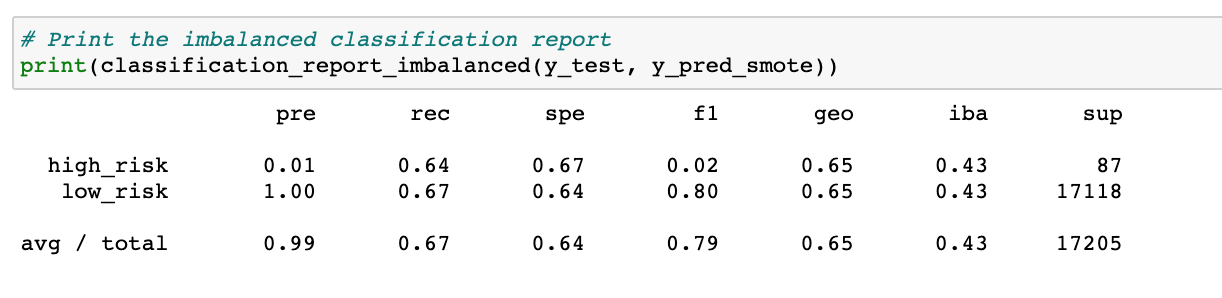 # Print the imbalanced classification report
print(classification_report_imbalanced(y_test, y_pred_smote))
pre rec spe f1 geo iba sup
high_risk 0.01 0.64 0.67 0.02 0.65 0.43 87
low_risk 1.00 0.67 0.64 0.80 0.65 0.43 17118
avg / total 0.99 0.67 0.64 0.79 0.65 0.43 17205